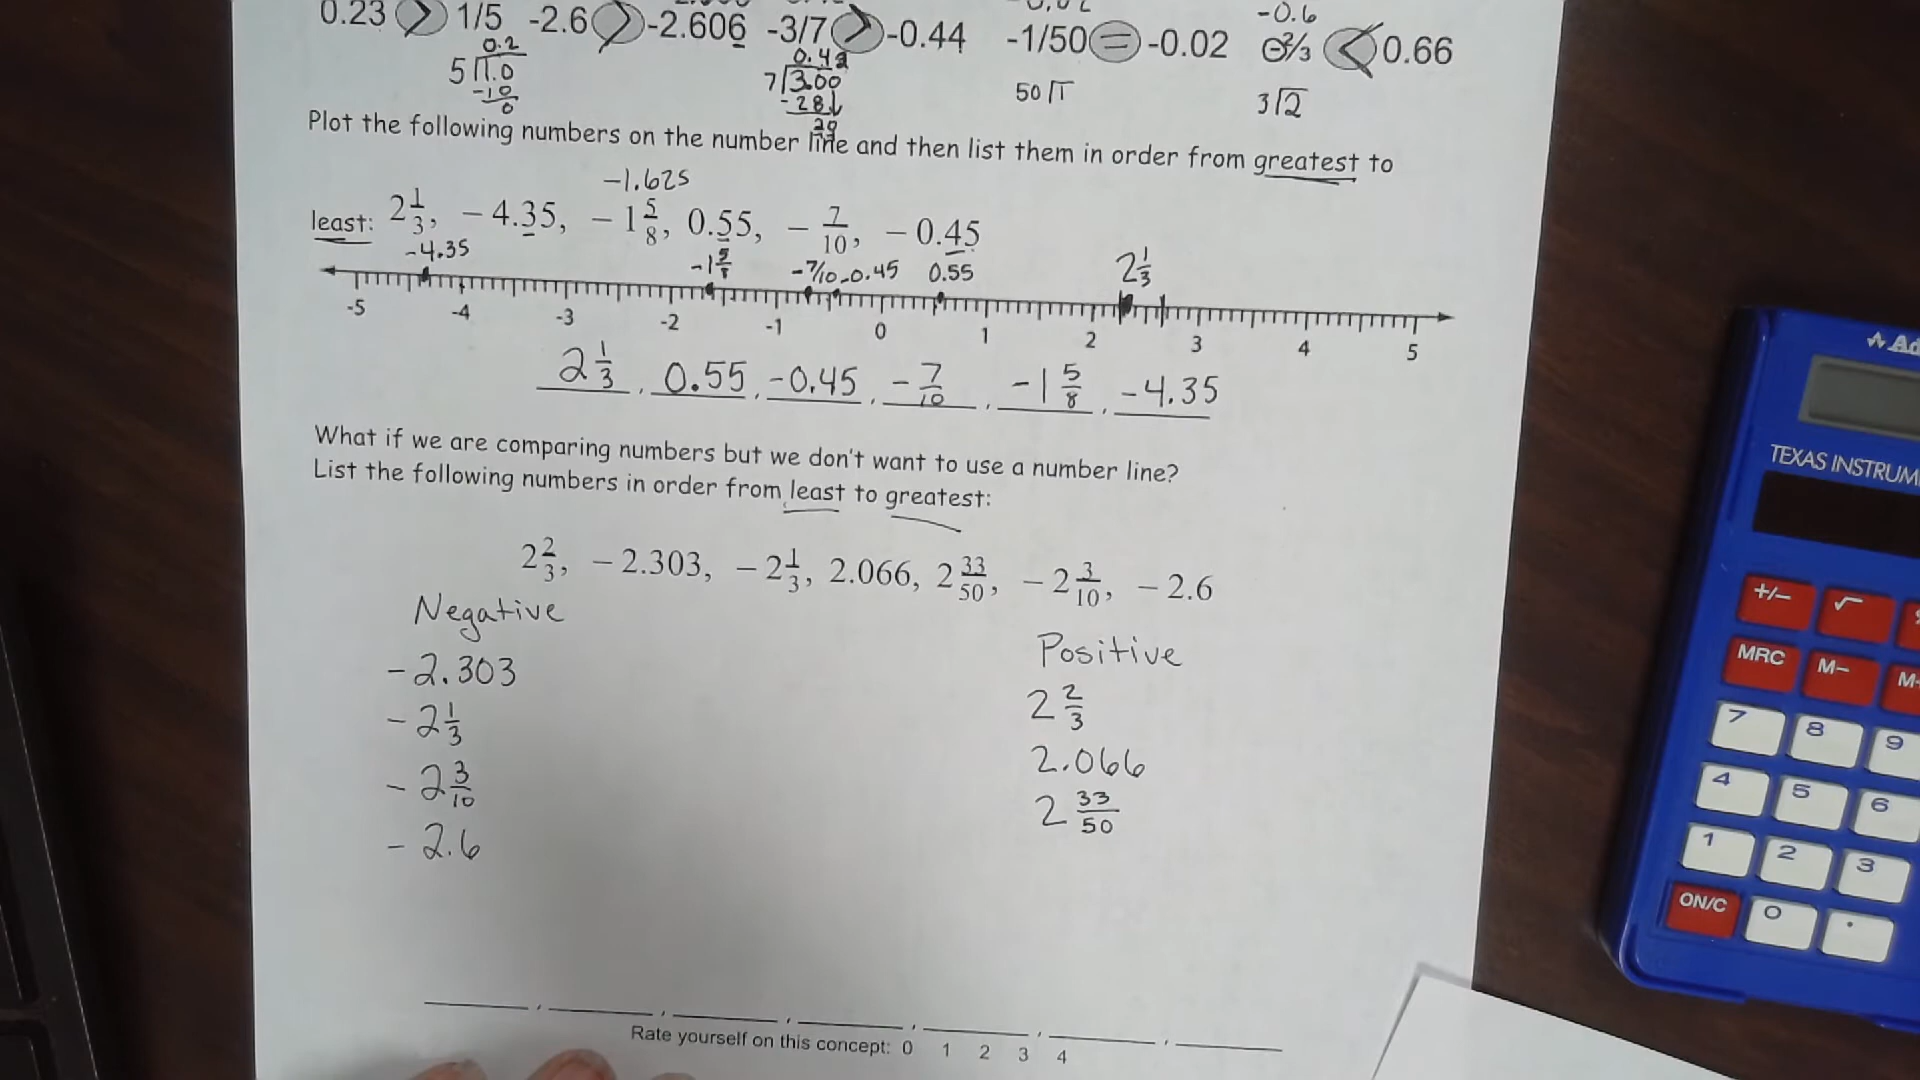 -0.6
0.23 > 1/5 -2.6 > -2.606 -3/7 > -0.44 -1/50 = -0.02 -2/3 < 0.66
0.2
5 1.0
-10
0
0.42
7 3.00
-28
20
50 1
3 2
Plot the following numbers on the number line and then list them in order from greatest to
-1.625
least: 2 1/3, -4.35, -1 5/8, 0.55, -7/10, -0.45
-4.35 -1 5/8 -7/10 -0.45 0.55 2 1/3
-5 -4 -3 -2 -1 0 1 2 3 4 5
2 1/3, 0.55, -0.45, -7/10, -1 5/8, -4.35
What if we are comparing numbers but we don't want to use a number line?
List the following numbers in order from least to greatest:
2 2/3, -2.303, -2 1/3, 2.066, 2 33/50, -2 3/10, -2.6
Negative
-2.303
-2 1/3
-2 3/10
-2.6
Positive
2 2/3
2.066
2 33/50
Rate yourself on this concept: 0 1 2 3 4
TEXAS INSTRUM
+/- √
MRC M-
7 8 9
4 5 6
1 2 3
ON/C 0 .